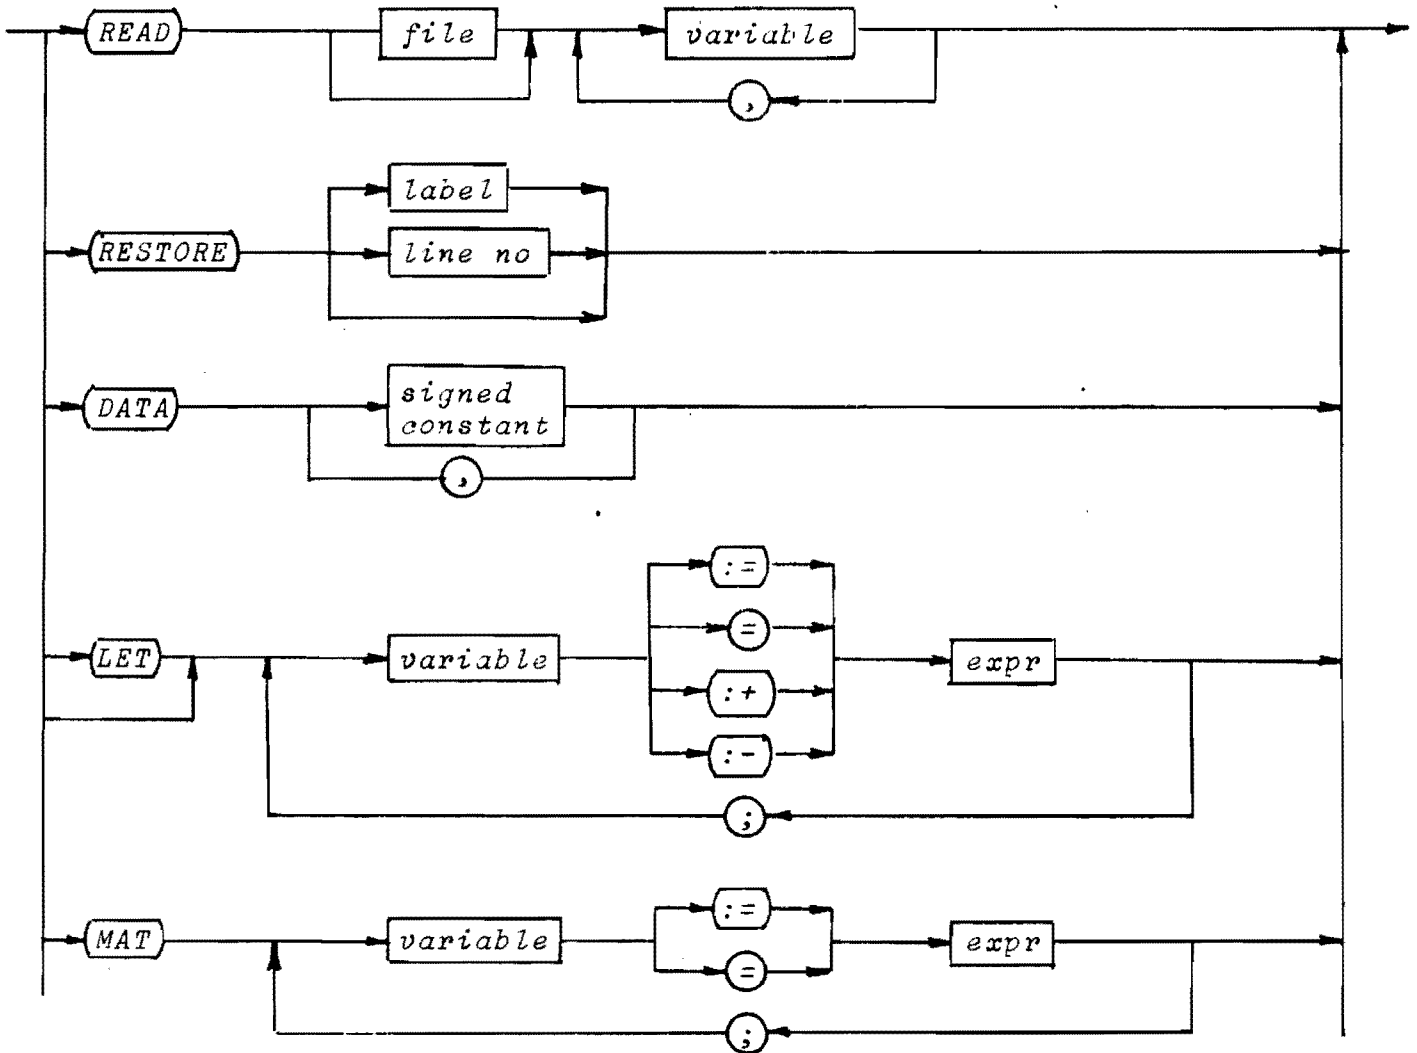 READ file variable
,
label
RESTORE line no
DATA signed
constant
,
:=
=
LET variable expr
:+
:-
;
:=
MAT variable expr
=
;